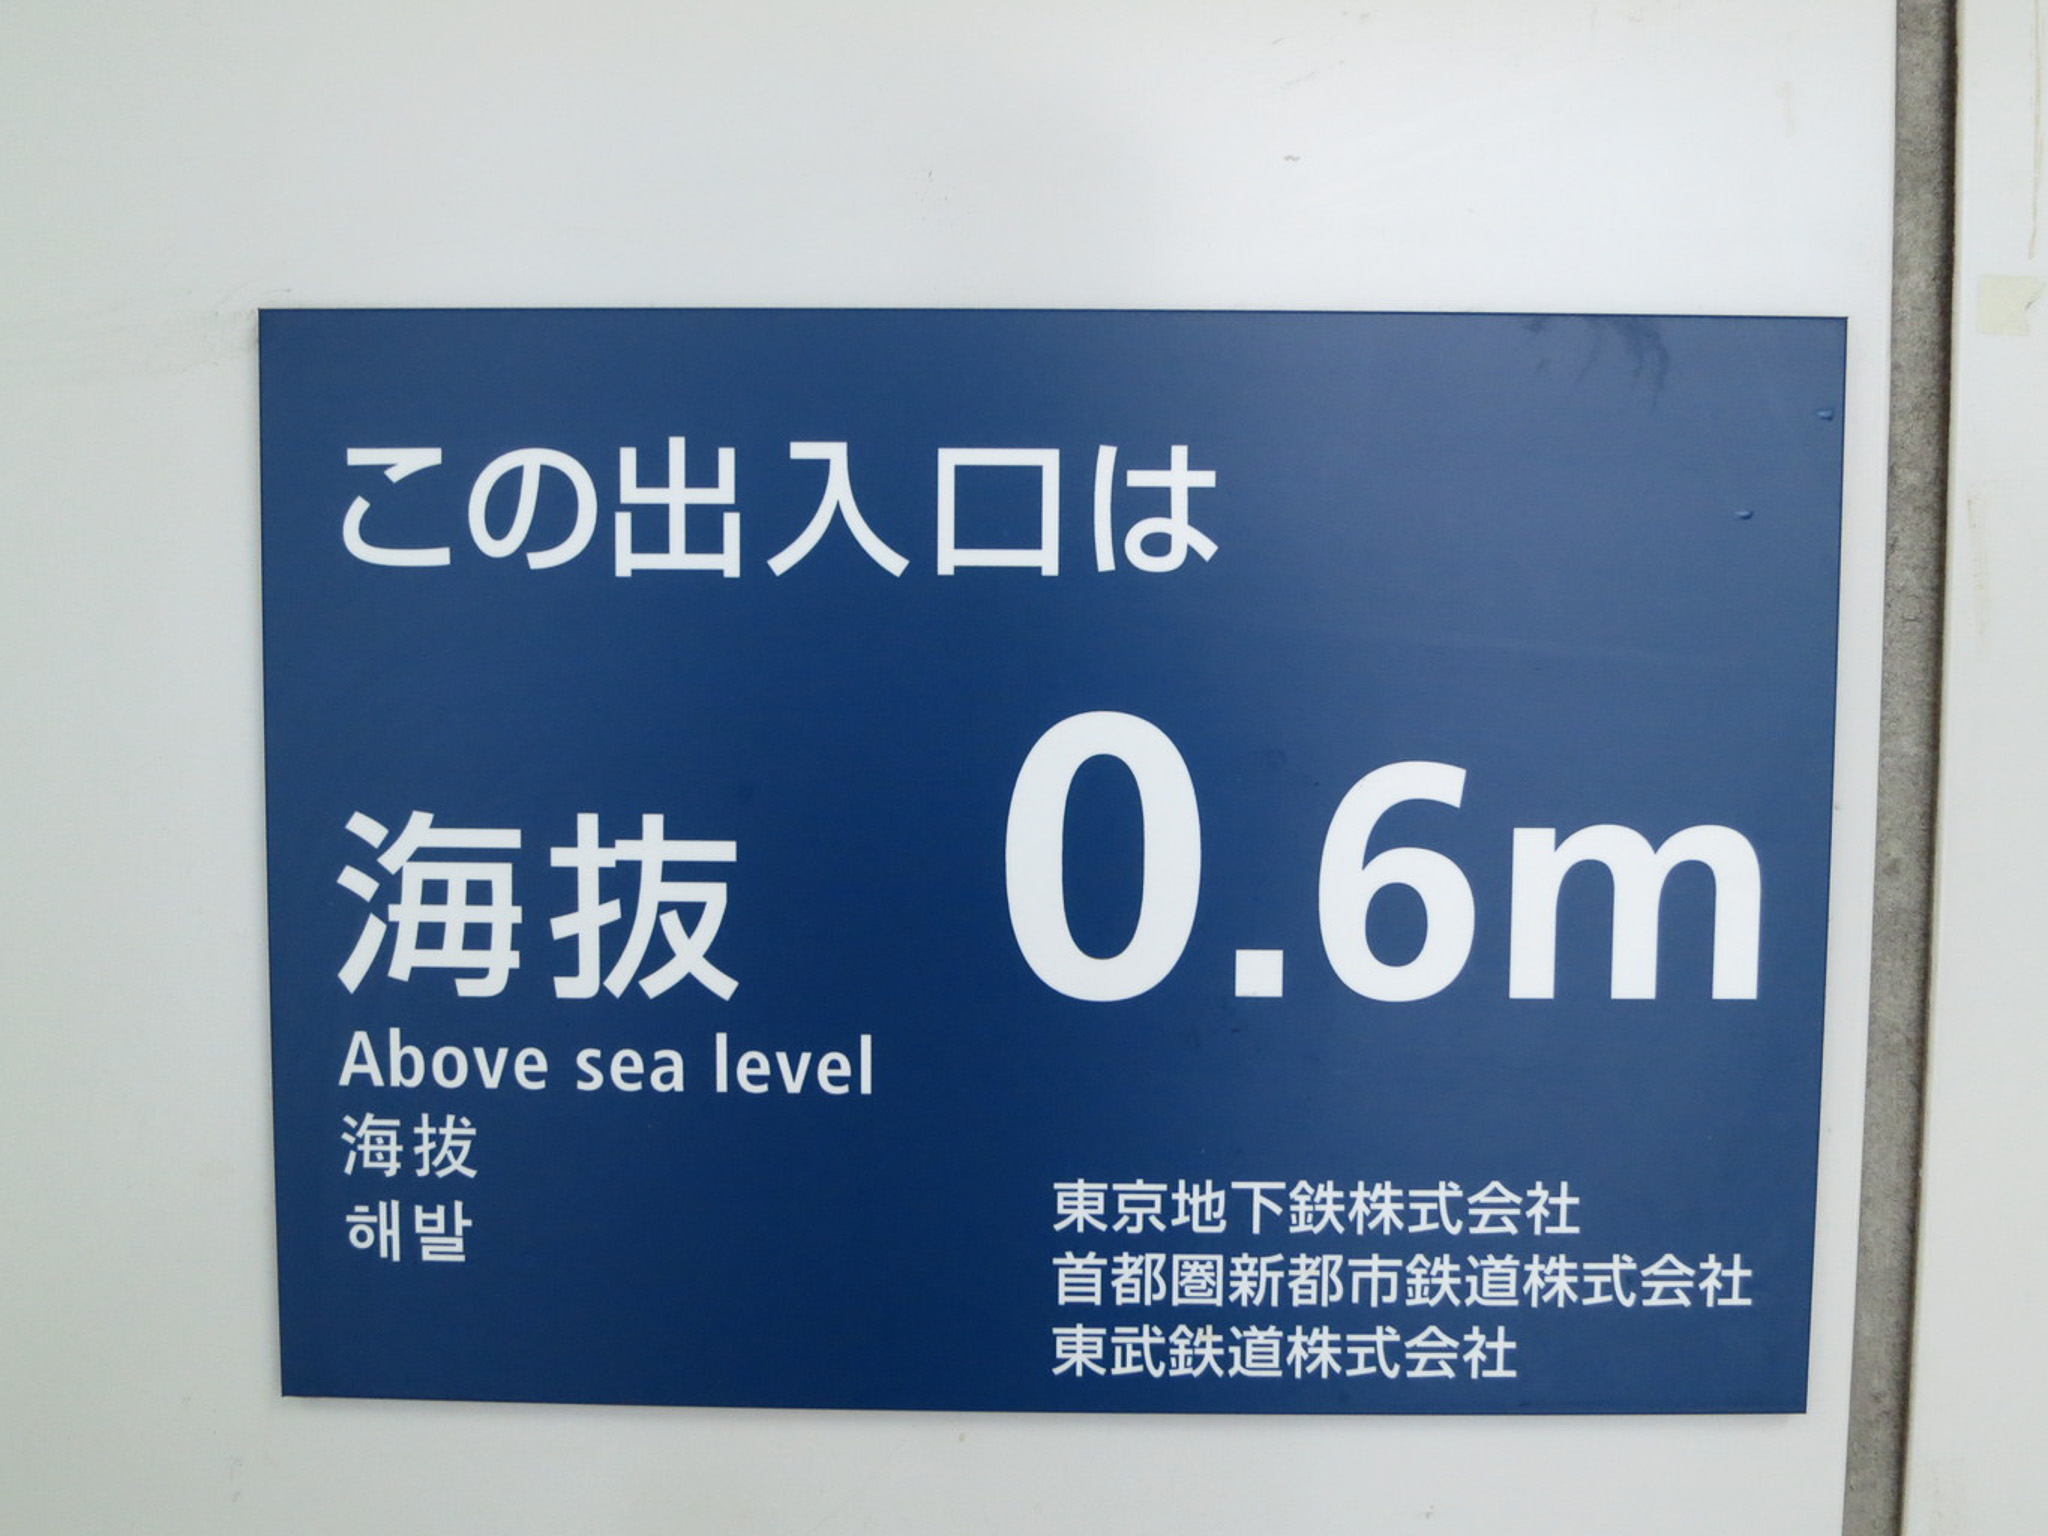 この出入口は
海抜 0.6m
Above sea level
海拔
해발
東京地下鉄株式会社
首都圏新都市鉄道株式会社
東武鉄道株式会社